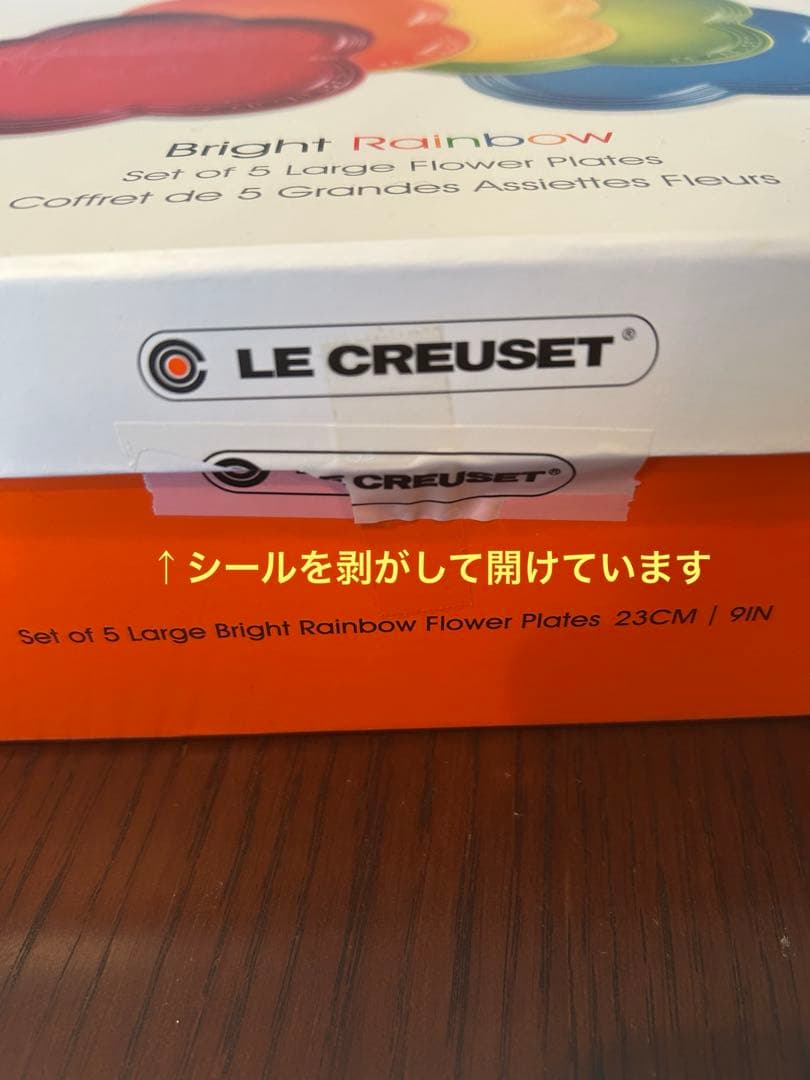 Bright Rainbow
Set of 5 Large Flower Plates
Coffret de 5 Grandes Assiettes Fleurs
LE CREUSET®
LE CREUSET®
↑シールを剥がして開けています
Set of 5 Large Bright Rainbow Flower Plates 23CM / 9IN